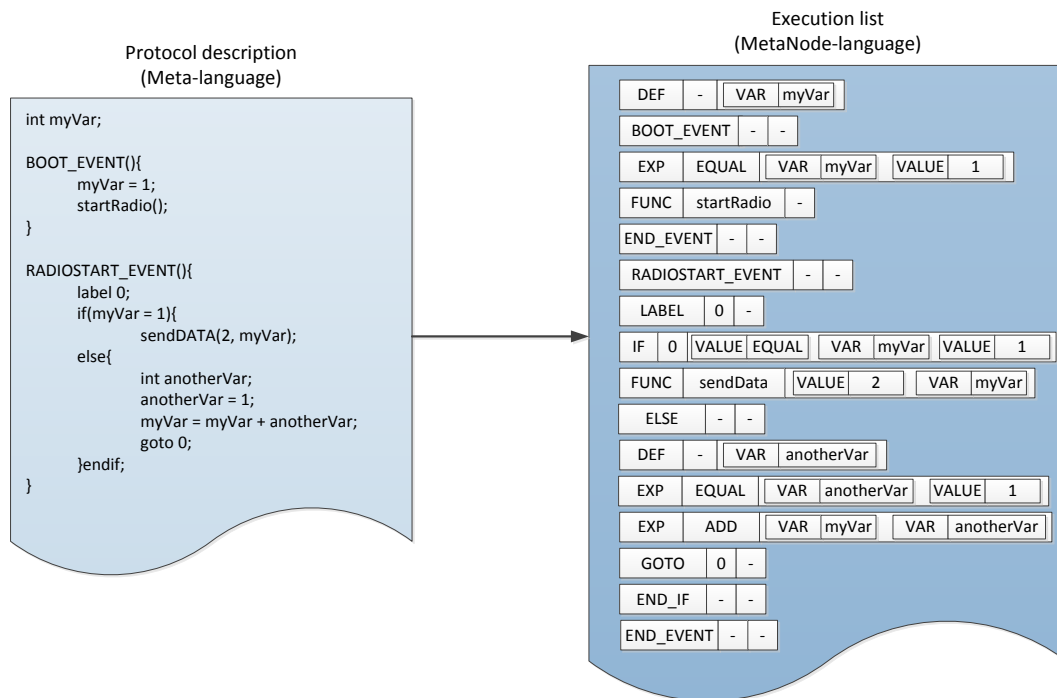 Protocol description
(Meta-language)
int myVar;
BOOT_EVENT(){
myVar = 1;
startRadio();
}
RADIOSTART_EVENT(){
label 0;
if(myVar = 1){
sendDATA(2, myVar);
else{
int anotherVar;
anotherVar = 1;
myVar = myVar + anotherVar;
goto 0;
}endif;
}
Execution list
(MetaNode-language)
DEF - VAR myVar
BOOT_EVENT - -
EXP EQUAL VAR myVar VALUE 1
FUNC startRadio -
END_EVENT - -
RADIOSTART_EVENT - -
LABEL 0 -
IF 0 VALUE EQUAL VAR myVar VALUE 1
FUNC sendData VALUE 2 VAR myVar
ELSE - -
DEF - VAR anotherVar
EXP EQUAL VAR anotherVar VALUE 1
EXP ADD VAR myVar VAR anotherVar
GOTO 0 -
END_IF - -
END_EVENT - -